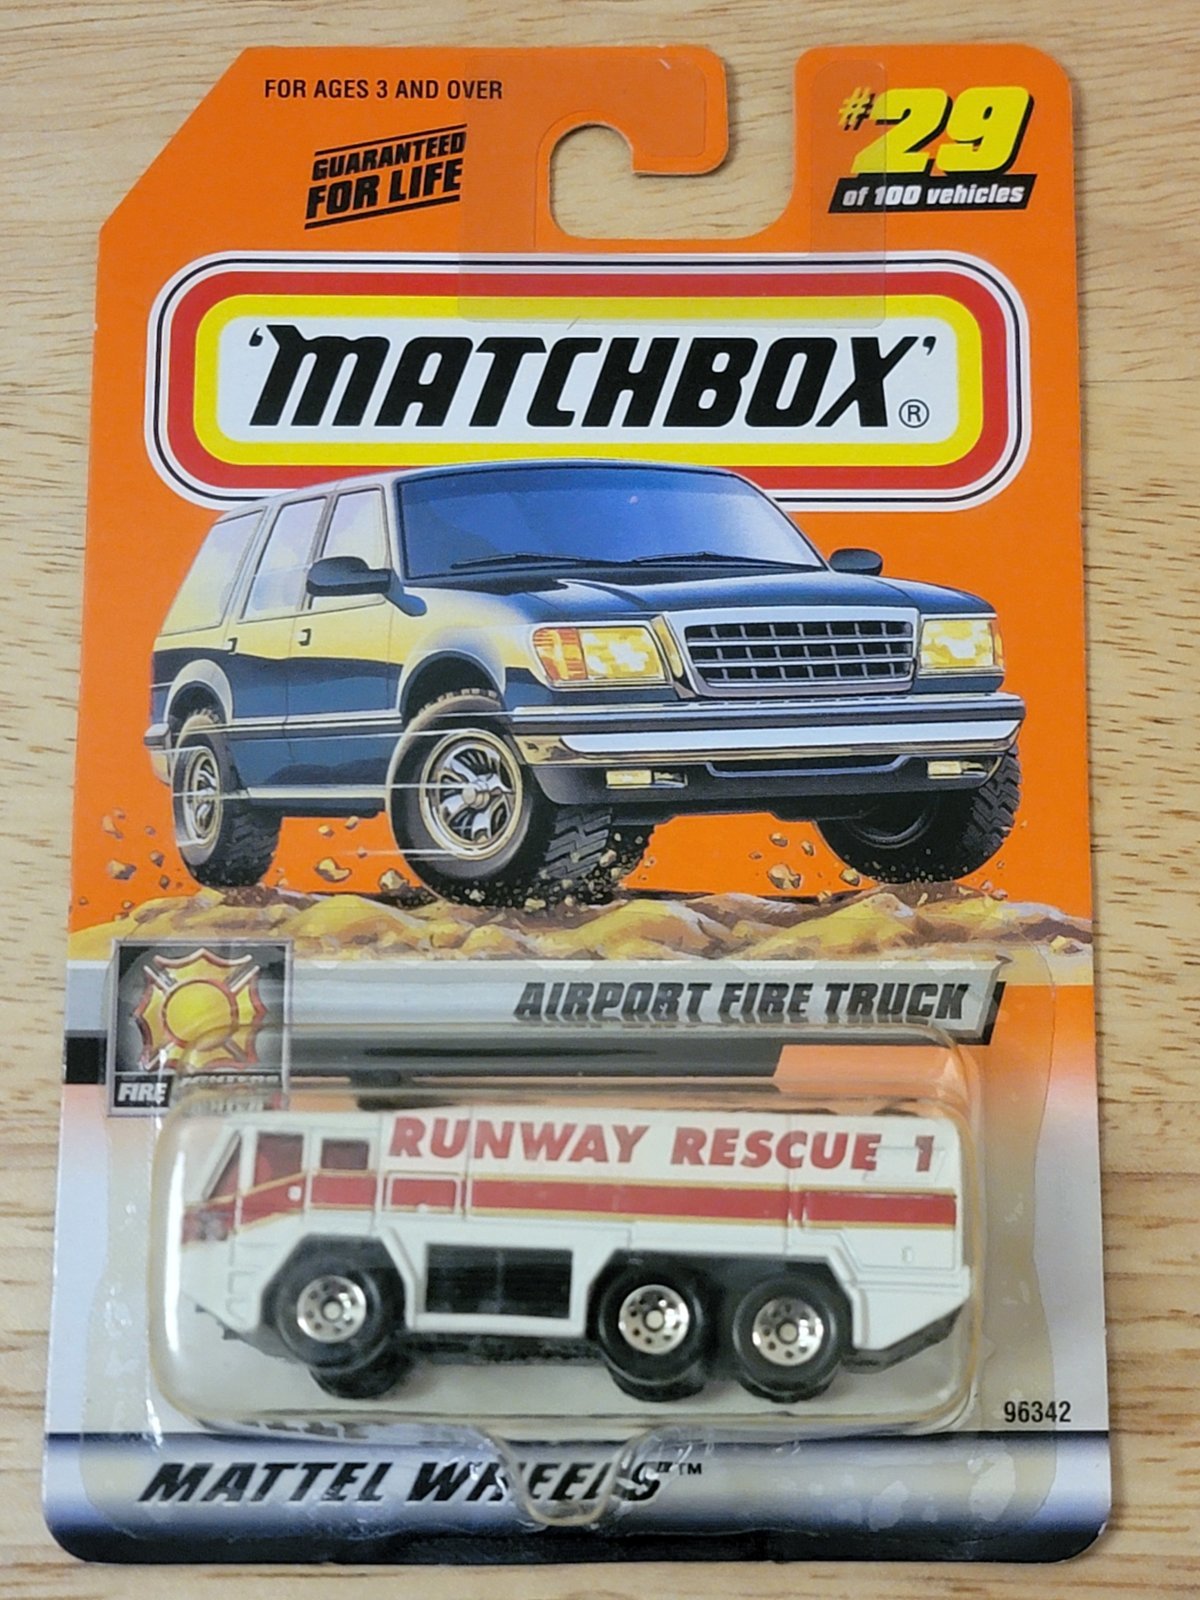 FOR AGES 3 AND OVER
GUARANTEED
FOR LIFE
#29
of 100 vehicles
'MATCHBOX'®
AIRPORT FIRE TRUCK
FIRE FIGHTERS
RUNWAY RESCUE 1
96342
MATTEL WHEELS™